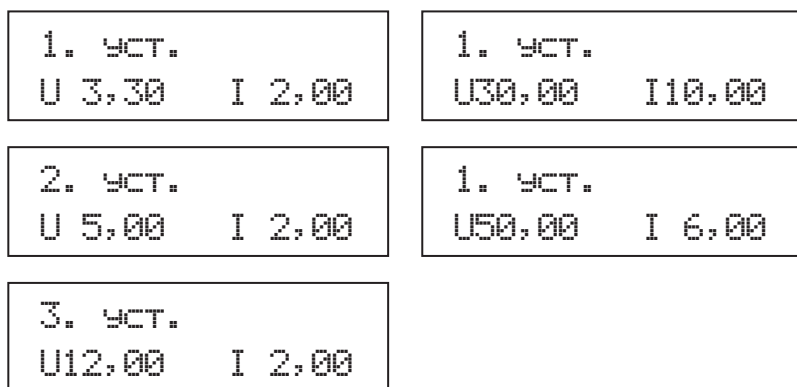 1. уст.
U 3,30 I 2,00
2. уст.
U 5,00 I 2,00
3. уст.
U12,00 I 2,00
1. уст.
U30,00 I10,00
1. уст.
U50,00 I 6,00